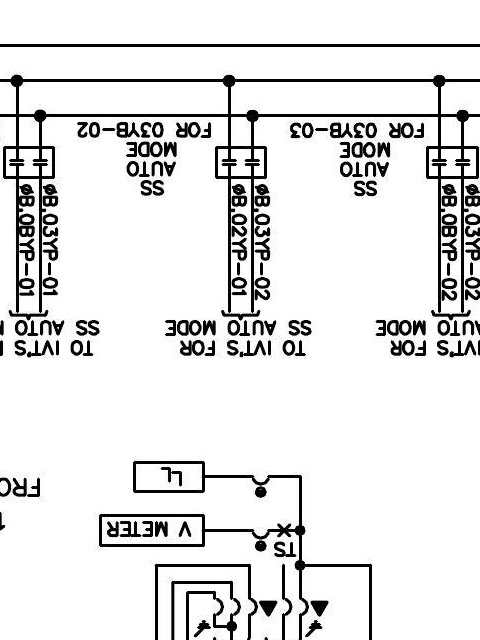 TS
V METER
LL
FRO
IVT'S FOR
AUTO MODE
TO IVT'S FOR
SS AUTO MODE
TO IVT'S
SS AUTO
øB.03YP-02
øB.0BYP-02
øB.03YP-02
øB.02YP-01
øB.03YP-01
øB.0BYP-01
SS
AUTO
MODE
FOR 03YB-03
SS
AUTO
MODE
FOR 03YB-02